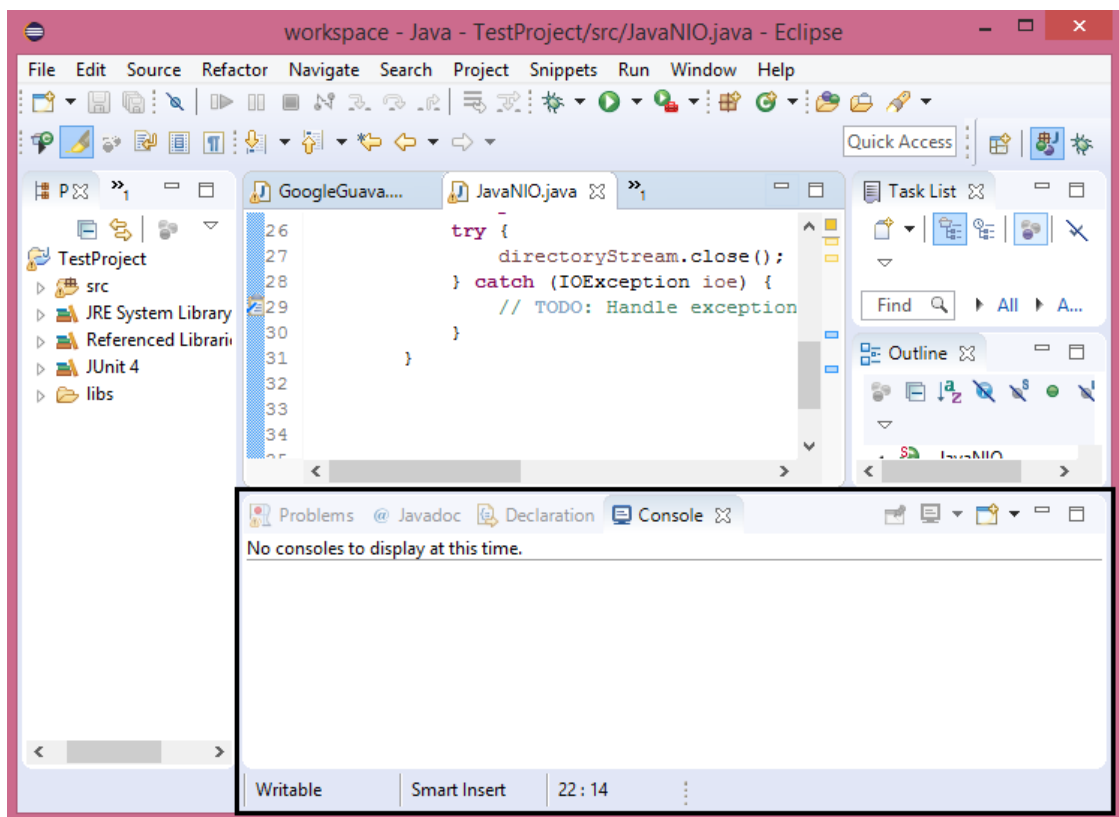 workspace - Java - TestProject/src/JavaNIO.java - Eclipse
File Edit Source Refactor Navigate Search Project Snippets Run Window Help
Quick Access
P
»1
GoogleGuava....
JavaNIO.java
»1
Task List
TestProject
src
JRE System Library
Referenced Librari
JUnit 4
libs
26 try {
27 directoryStream.close();
28 } catch (IOException ioe) {
29 // TODO: Handle exception
30 }
31 }
32
33
34
Find All A...
Outline
JavaNIO
Problems @ Javadoc Declaration Console
No consoles to display at this time.
Writable Smart Insert 22 : 14